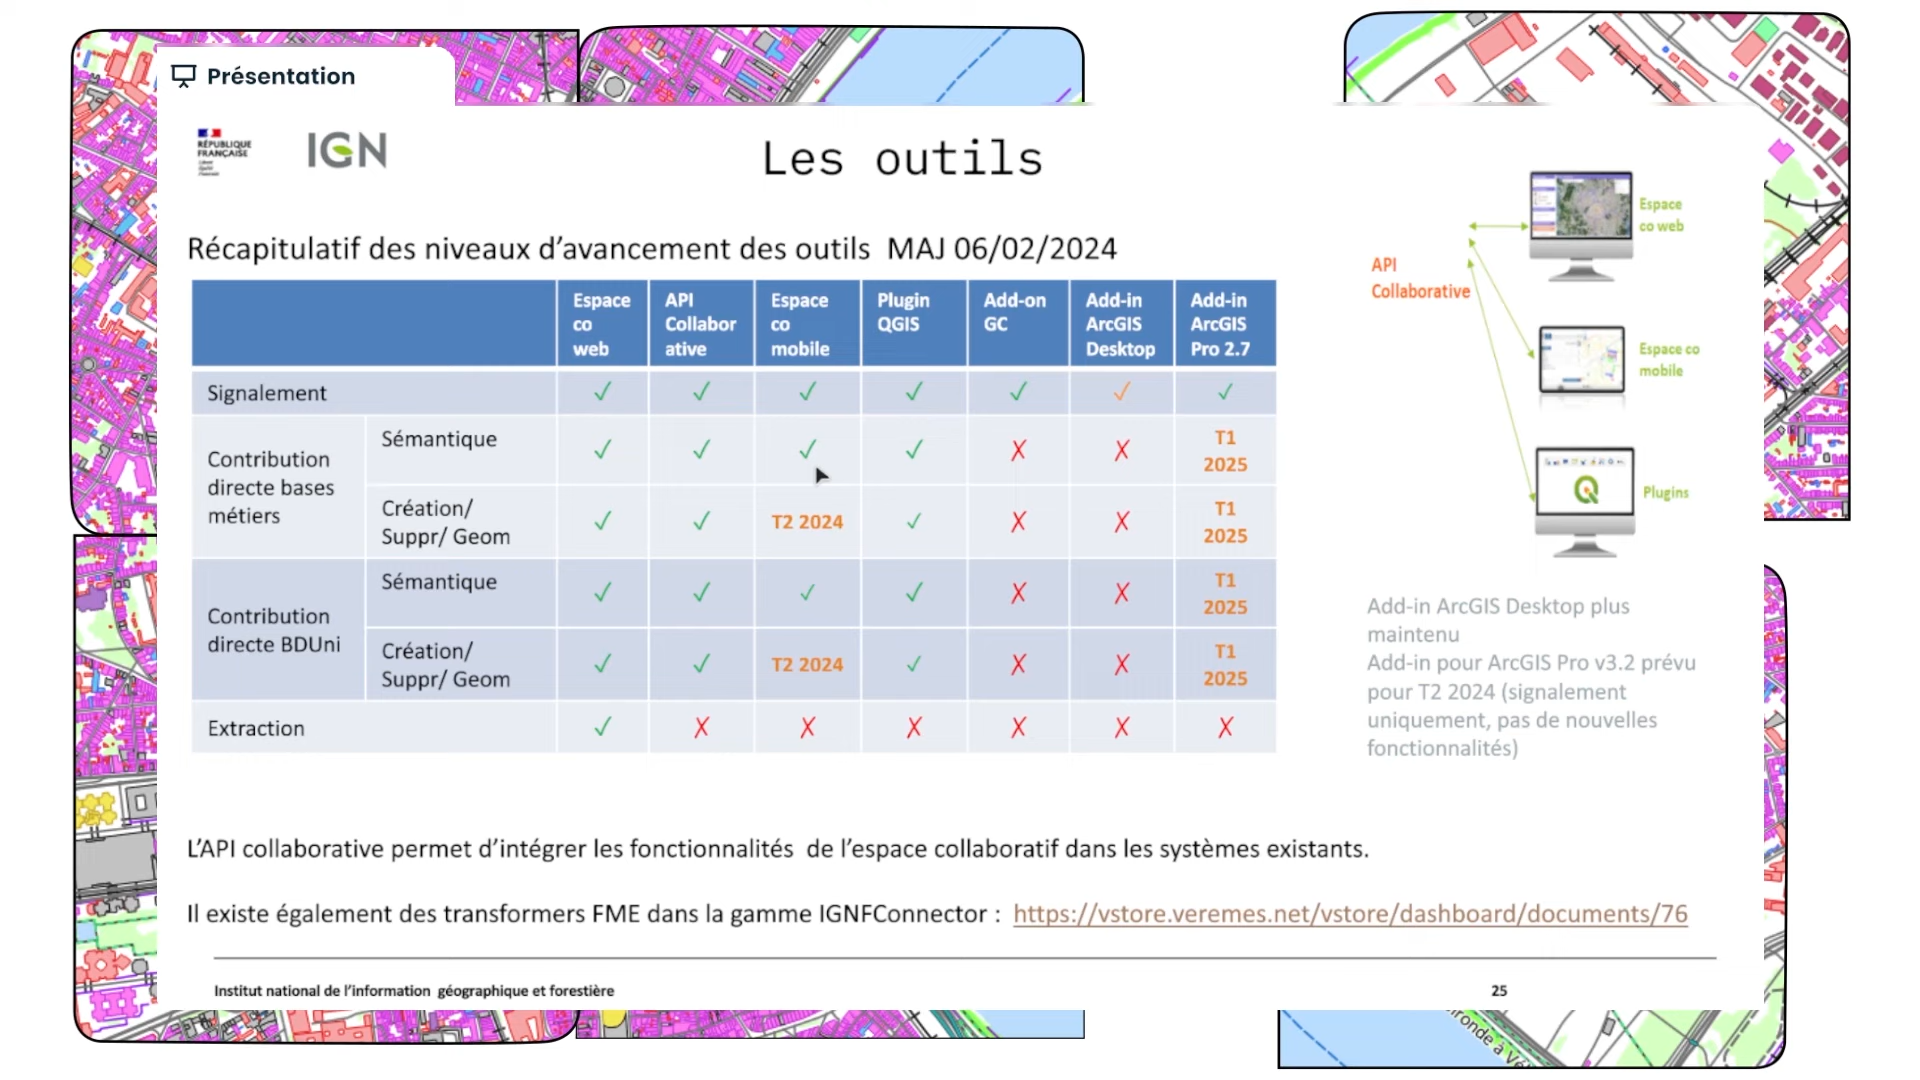 Présentation
RÉPUBLIQUE
FRANÇAISE
IGN
Les outils
Récapitulatif des niveaux d’avancement des outils MAJ 06/02/2024
Espace
co
web
API
Collabor
ative
Espace
co
mobile
Plugin
QGIS
Add-on
GC
Add-in
ArcGIS
Desktop
Add-in
ArcGIS
Pro 2.7
Signalement ✓ ✓ ✓ ✓ ✓ ✓ ✓
Contribution
directe bases
métiers
Sémantique ✓ ✓ ✓ ✓ ✗ ✗ T1
2025
Création/
Suppr/ Geom ✓ ✓ T2 2024 ✓ ✗ ✗ T1
2025
Contribution
directe BDUni
Sémantique ✓ ✓ ✓ ✓ ✗ ✗ T1
2025
Création/
Suppr/ Geom ✓ ✓ T2 2024 ✓ ✗ ✗ T1
2025
Extraction ✓ ✗ ✗ ✗ ✗ ✗ ✗
API
Collaborative
Espace
co web
Espace co
mobile
Plugins
Add-in ArcGIS Desktop plus
maintenu
Add-in pour ArcGIS Pro v3.2 prévu
pour T2 2024 (signalement
uniquement, pas de nouvelles
fonctionnalités)
L’API collaborative permet d’intégrer les fonctionnalités de l’espace collaboratif dans les systèmes existants.
Il existe également des transformers FME dans la gamme IGNFConnector : https://vstore.veremes.net/vstore/dashboard/documents/76
Institut national de l’information géographique et forestière
25